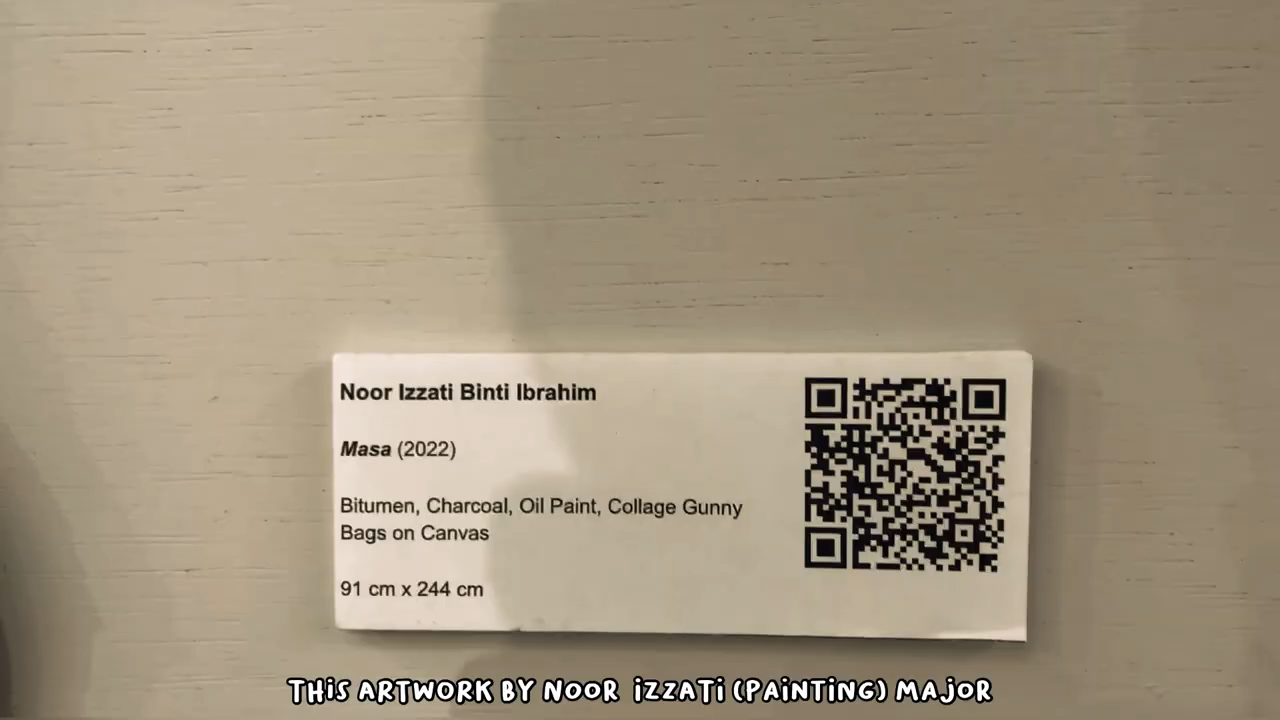 Noor Izzati Binti Ibrahim
Masa (2022)
Bitumen, Charcoal, Oil Paint, Collage Gunny
Bags on Canvas
91 cm x 244 cm
THiS ARTWORK BY NOOR iZZATi (PAiNTiNG) MAJOR